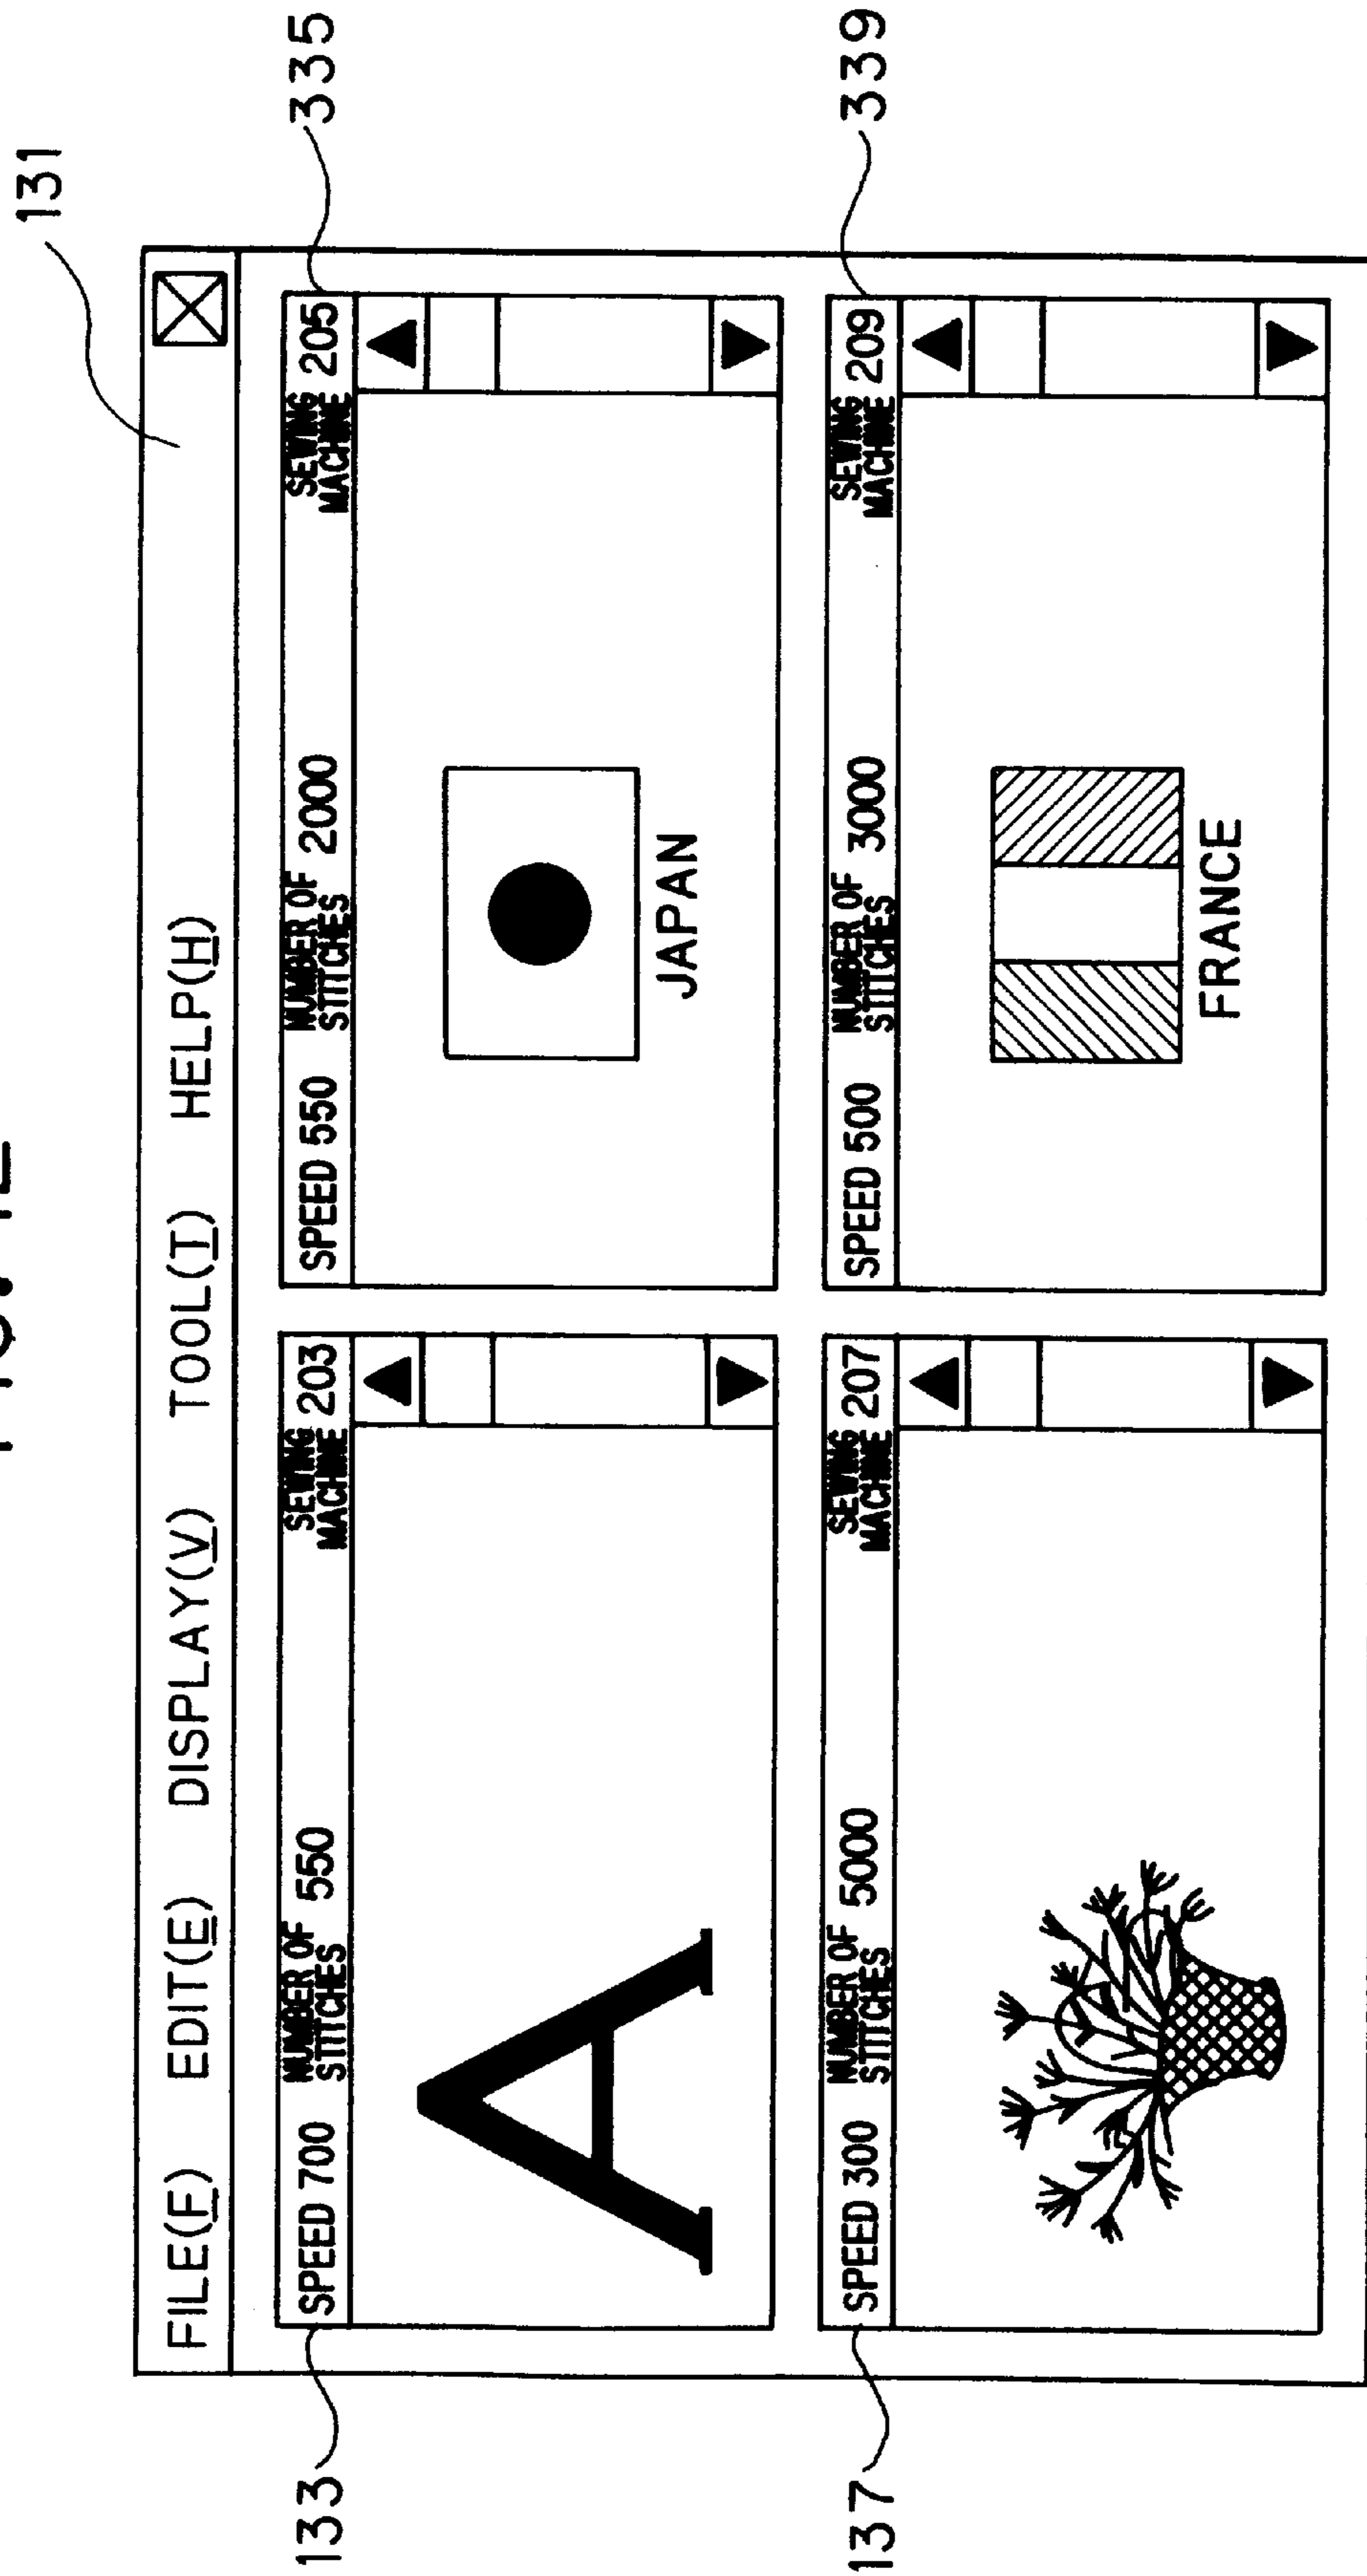 131
FILE(F) EDIT(E) DISPLAY(V) TOOL(T) HELP(H)
133
SPEED 700 NUMBER OF STITCHES 550 SEWING MACHINE 203
A
335
SPEED 550 NUMBER OF STITCHES 2000 SEWING MACHINE 205
JAPAN
137
SPEED 300 NUMBER OF STITCHES 5000 SEWING MACHINE 207
339
SPEED 500 NUMBER OF STITCHES 3000 SEWING MACHINE 209
FRANCE